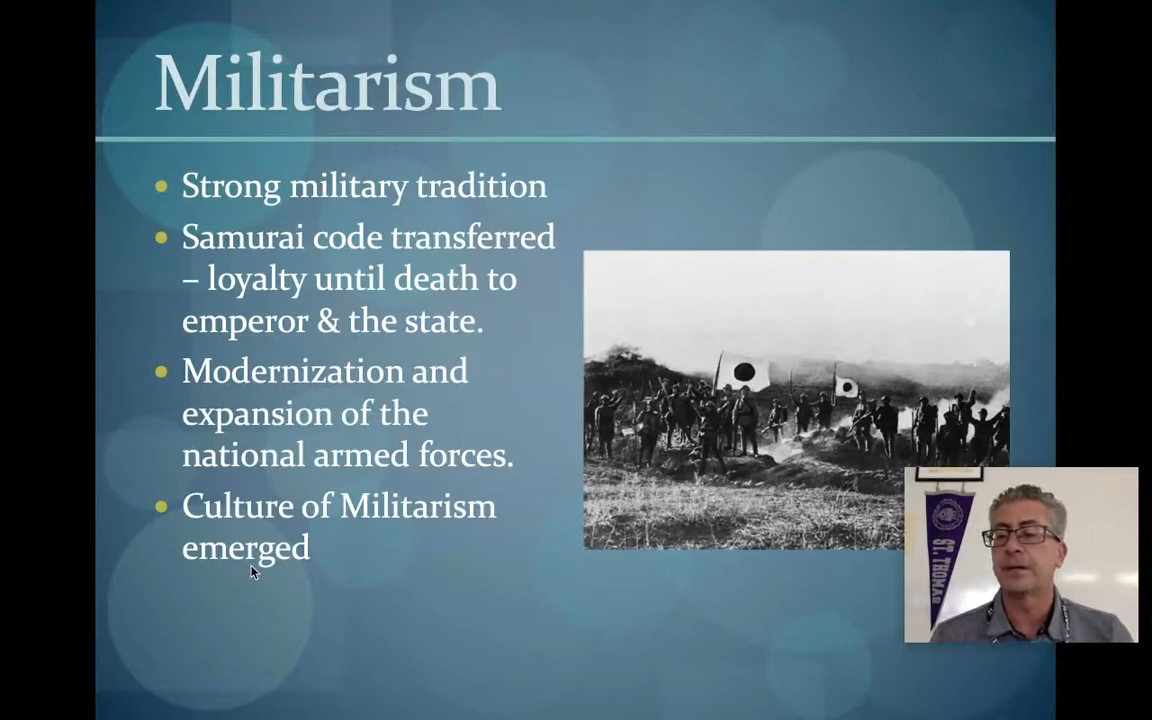 Militarism
• Strong military tradition
• Samurai code transferred
– loyalty until death to
emperor & the state.
• Modernization and
expansion of the
national armed forces.
• Culture of Militarism
emerged
ST. THOMAS